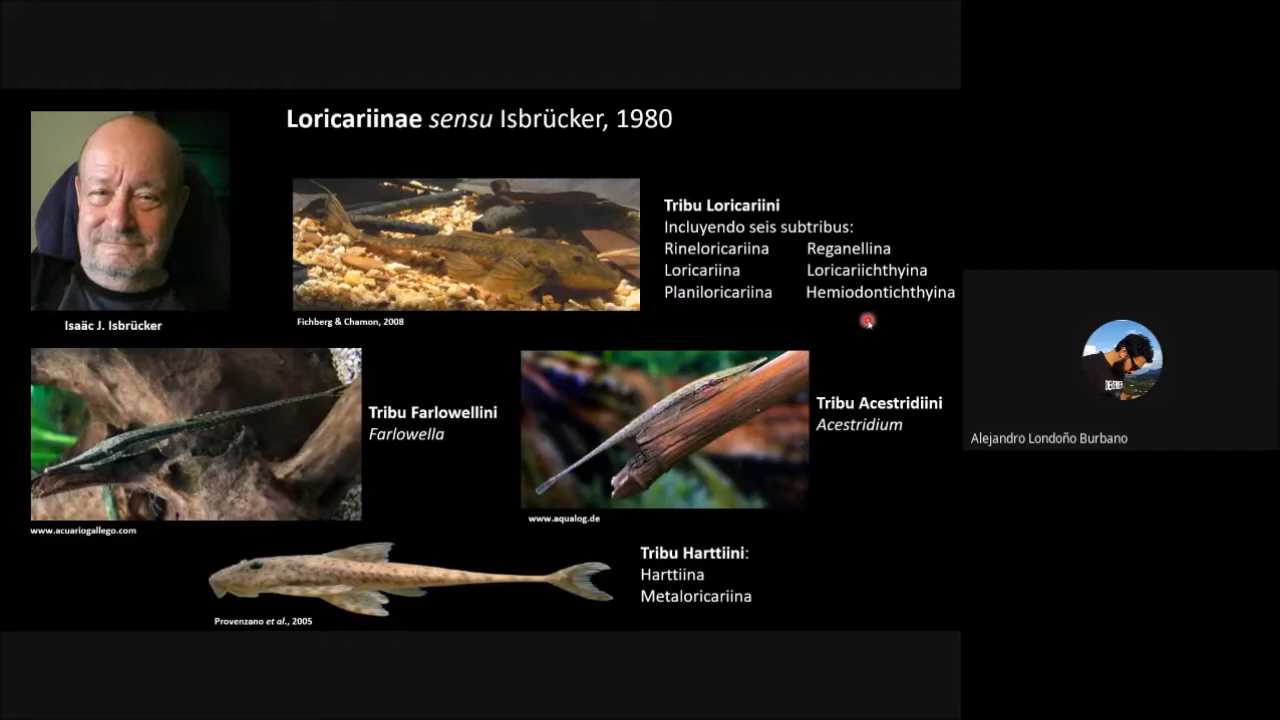 Loricariinae sensu Isbrücker, 1980
Isaäc J. Isbrücker
Fichberg & Chamon, 2008
Tribu Loricariini
Incluyendo seis subtribus:
Rineloricariina Reganellina
Loricariina Loricariichthyina
Planiloricariina Hemiodontichthyina
Tribu Farlowellini
Farlowella
www.acuariogallego.com
Tribu Acestridiini
Acestridium
www.aqualog.de
Tribu Harttiini:
Harttiina
Metaloricariina
Provenzano et al., 2005
Alejandro Londoño Burbano